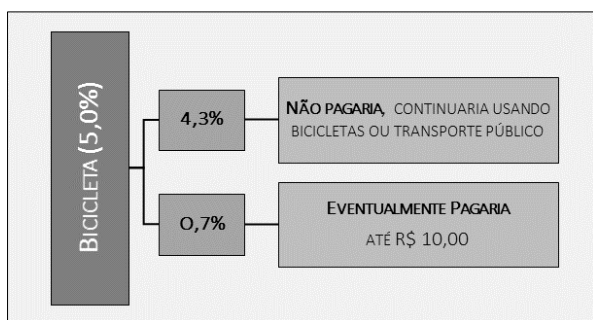 BICICLETA (5,0%)
4,3%
NÃO PAGARIA, CONTINUARIA USANDO
BICICLETAS OU TRANSPORTE PÚBLICO
0,7%
EVENTUALMENTE PAGARIA
ATÉ R$ 10,00